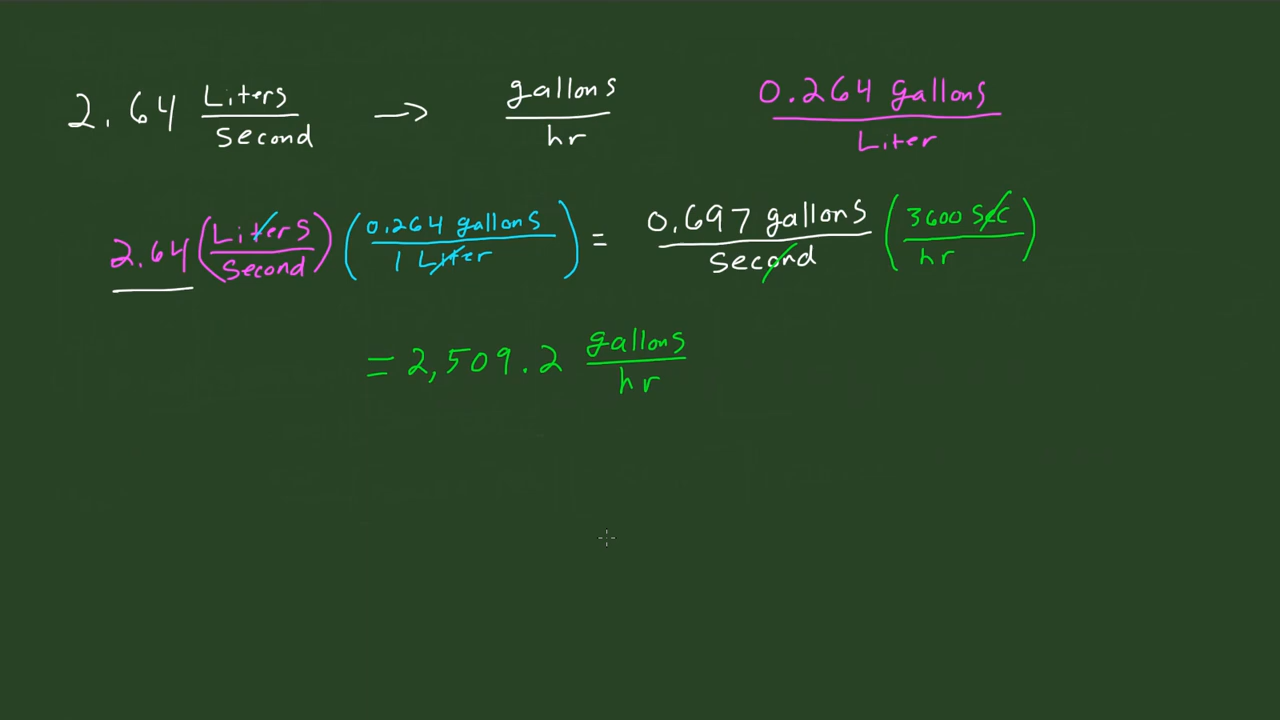 2.64 Liters/Second → gallons/hr 0.264 gallons/Liter
2.64 (Liters/Second) (0.264 gallons/1 Liter) = 0.697 gallons/Second (3600 Sec/hr)
= 2,509.2 gallons/hr